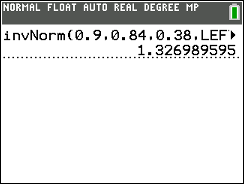 NORMAL FLOAT AUTO REAL DEGREE MP
invNorm(0.9,0.84,0.38,LEF
1.326989595